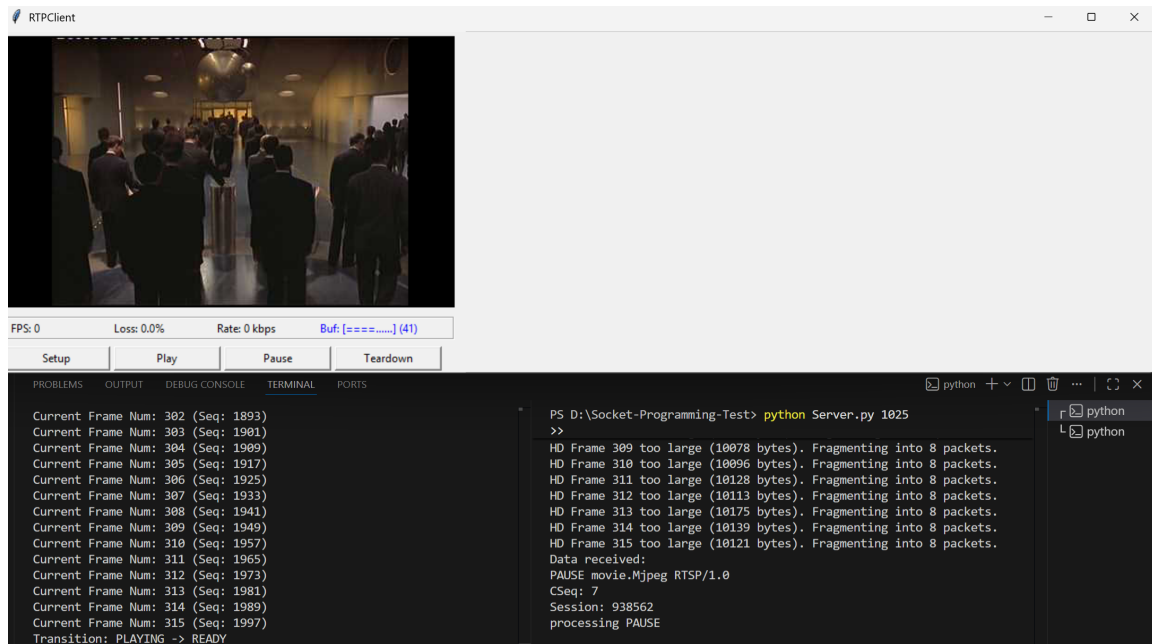 RTPClient
FPS: 0 Loss: 0.0% Rate: 0 kbps Buf: [====......] (41)
Setup Play Pause Teardown
PROBLEMS OUTPUT DEBUG CONSOLE TERMINAL PORTS python
Current Frame Num: 302 (Seq: 1893)
Current Frame Num: 303 (Seq: 1901)
Current Frame Num: 304 (Seq: 1909)
Current Frame Num: 305 (Seq: 1917)
Current Frame Num: 306 (Seq: 1925)
Current Frame Num: 307 (Seq: 1933)
Current Frame Num: 308 (Seq: 1941)
Current Frame Num: 309 (Seq: 1949)
Current Frame Num: 310 (Seq: 1957)
Current Frame Num: 311 (Seq: 1965)
Current Frame Num: 312 (Seq: 1973)
Current Frame Num: 313 (Seq: 1981)
Current Frame Num: 314 (Seq: 1989)
Current Frame Num: 315 (Seq: 1997)
Transition: PLAYING -> READY
PS D:\Socket-Programming-Test> python Server.py 1025
>>
HD Frame 309 too large (10078 bytes). Fragmenting into 8 packets.
HD Frame 310 too large (10096 bytes). Fragmenting into 8 packets.
HD Frame 311 too large (10128 bytes). Fragmenting into 8 packets.
HD Frame 312 too large (10113 bytes). Fragmenting into 8 packets.
HD Frame 313 too large (10175 bytes). Fragmenting into 8 packets.
HD Frame 314 too large (10139 bytes). Fragmenting into 8 packets.
HD Frame 315 too large (10121 bytes). Fragmenting into 8 packets.
Data received:
PAUSE movie.Mjpeg RTSP/1.0
CSeq: 7
Session: 938562
processing PAUSE
python
python